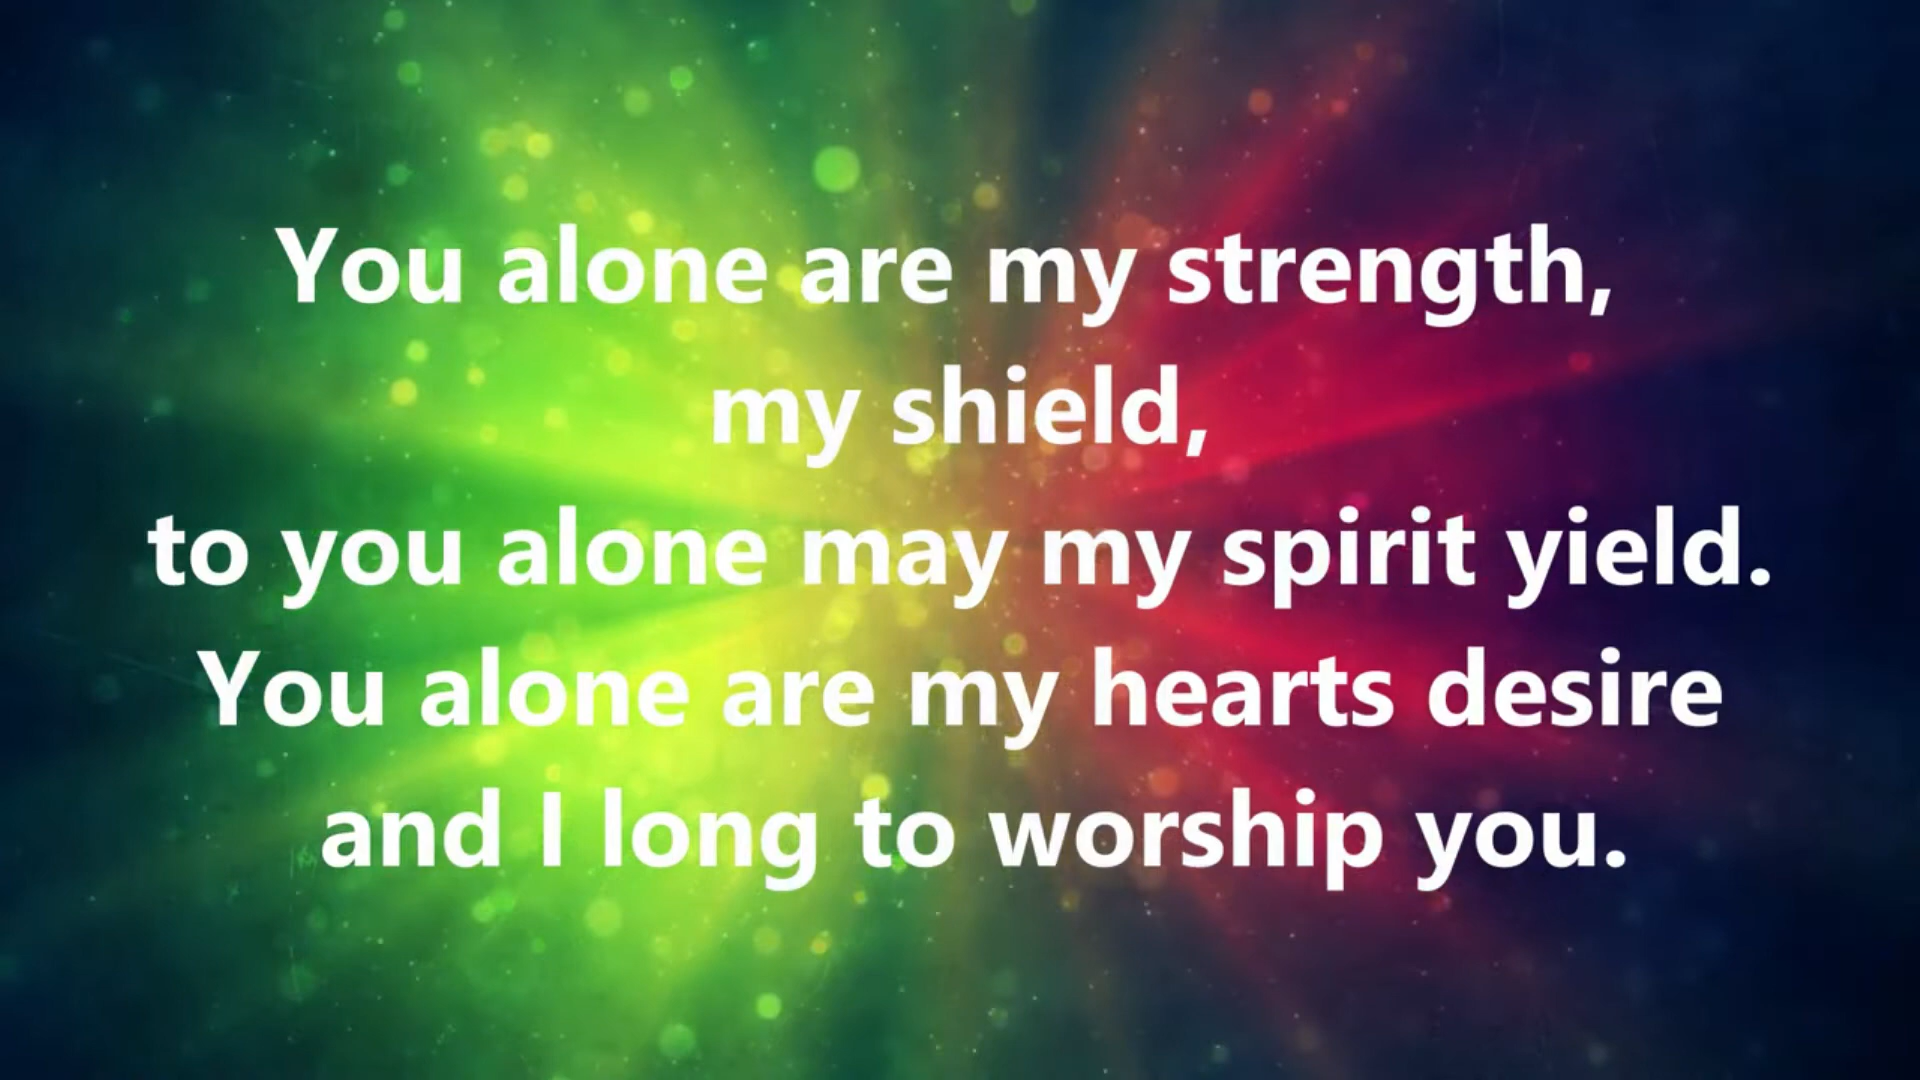 You alone are my strength,
my shield,
to you alone may my spirit yield.
You alone are my hearts desire
and I long to worship you.